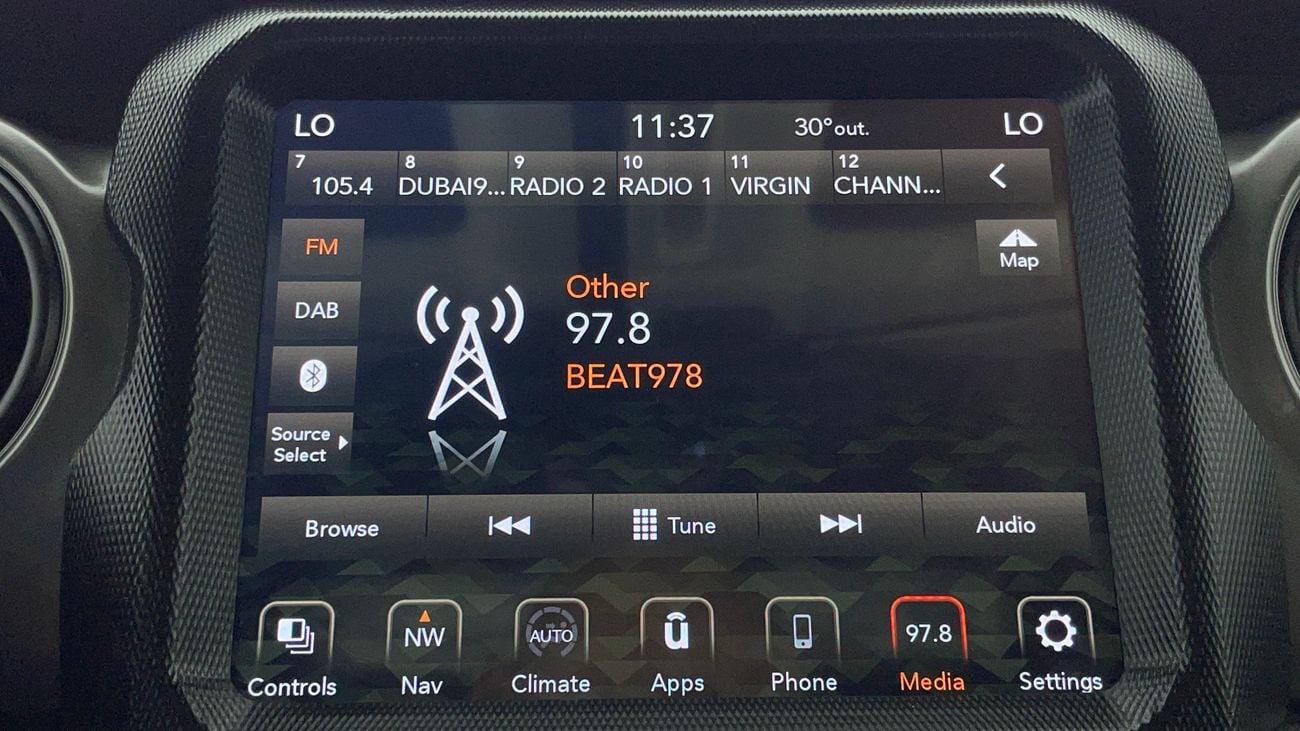 LO 11:37 30°out. LO
7 8 9 10 11 12
105.4 DUBAI9... RADIO 2 RADIO 1 VIRGIN CHANN...
FM
Map
DAB
Other
97.8
BEAT978
Source
Select
Browse Tune Audio
NW AUTO u 97.8
Controls Nav Climate Apps Phone Media Settings